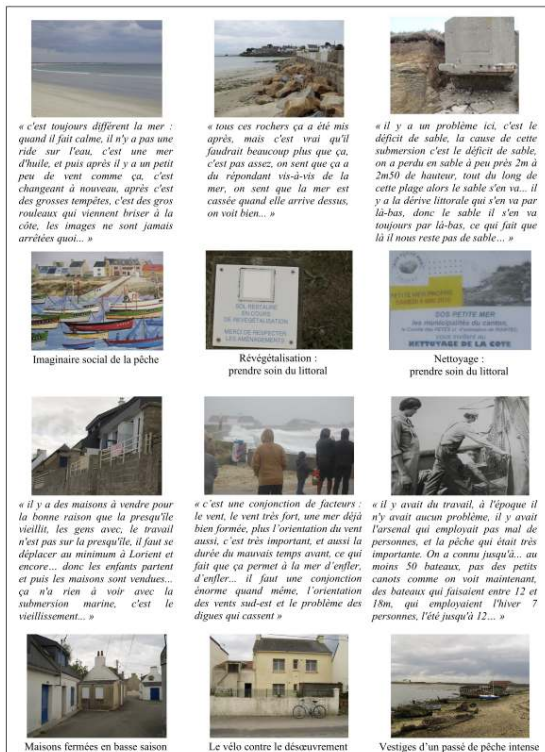 « c'est toujours différent la mer :
quand il fait calme, il n'y a pas une
ride sur l'eau, c'est une mer
d'huile, et puis après il y a un petit
peu de vent comme ça, c'est
changeant à nouveau, après c'est
des grosses tempêtes, c'est des gros
rouleaux qui viennent briser à la
côte, les images ne sont jamais
arrêtées quoi... »
« tous ces rochers ça a été mis
après, mais c'est vrai qu'il
faudrait beaucoup plus que ça,
c'est pas assez, on sent que ça a
du répondant vis-à-vis de la
mer, on sent que la mer est
cassée quand elle arrive dessus,
on voit bien... »
« il y a un problème ici, c'est le
déficit de sable, la cause de cette
submersion c'est le déficit de sable,
on a perdu en sable à peu près 2m à
2m50 de hauteur, tout du long de
cette plage alors le sable s'en va... il
y a la dérive littorale qui s'en va par
là-bas, donc le sable il s'en va
toujours par là-bas, ce qui fait que
là il nous reste pas de sable... »
Imaginaire social de la pêche
SOL RESTAURE
EN COURS
DE REVÉGÉTALISATION
MERCI DE RESPECTER
LES AMÉNAGEMENTS
Révégétalisation :
prendre soin du littoral
SOS PETITE MER
les municipalités du canton,
NETTOYAGE DE LA COTE
Nettoyage :
prendre soin du littoral
« il y a des maisons à vendre pour
la bonne raison que la presqu'île
vieillit, les gens avec, le travail
n'est pas sur la presqu'île, il faut se
déplacer au minimum à Lorient et
encore... donc les enfants partent
et puis les maisons sont vendues...
ça n'a rien à voir avec la
submersion marine, c'est le
vieillissement... »
« c'est une conjonction de facteurs :
le vent, le vent très fort, une mer déjà
bien formée, plus l'orientation du vent
aussi, c'est très important, et aussi la
durée du mauvais temps avant, ce qui
fait que ça permet à la mer d'enfler,
d'enfler... il faut une conjonction
énorme quand même, l'orientation
des vents sud-est et le problème des
digues qui cassent »
« il y avait du travail, à l'époque il
n'y avait aucun problème, il y avait
l'arsenal qui employait pas mal de
personnes, et la pêche qui était très
importante. On a connu jusqu'à... au
moins 50 bateaux, pas des petits
canots comme on voit maintenant,
des bateaux qui faisaient entre 12 et
18m, qui employaient l'hiver 7
personnes, l'été jusqu'à 12... »
Maisons fermées en basse saison
Le vélo contre le désœuvrement
Vestiges d'un passé de pêche intense